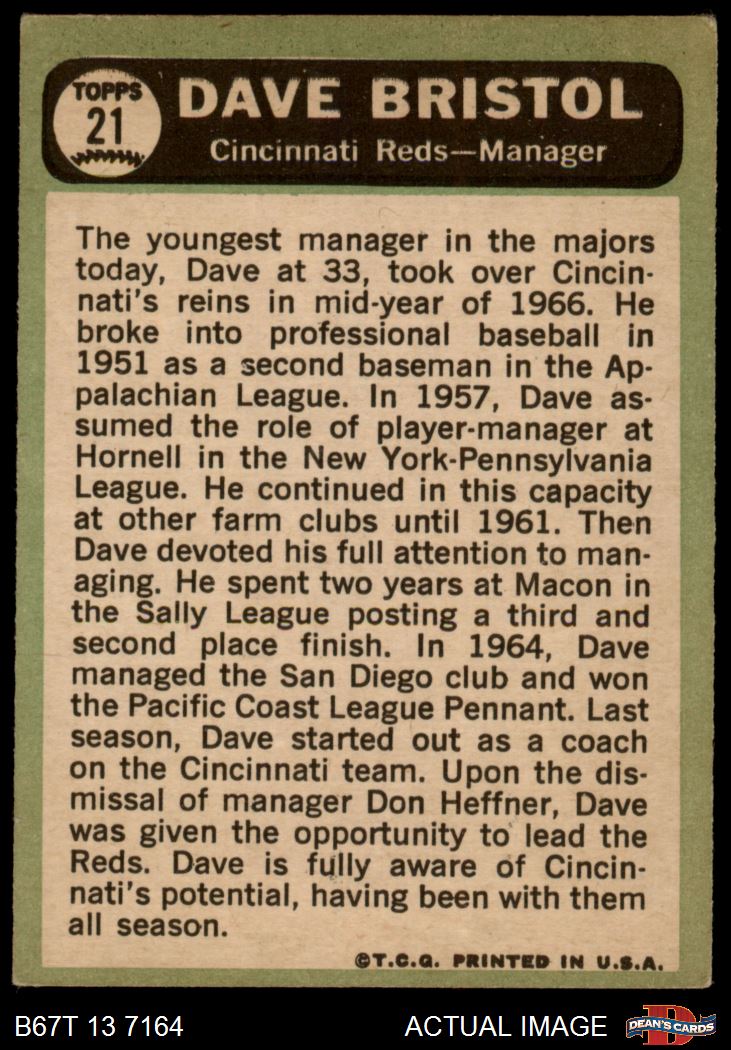 TOPPS
21
DAVE BRISTOL
Cincinnati Reds—Manager
The youngest manager in the majors
today, Dave at 33, took over Cincin-
nati's reins in mid-year of 1966. He
broke into professional baseball in
1951 as a second baseman in the Ap-
palachian League. In 1957, Dave as-
sumed the role of player-manager at
Hornell in the New York-Pennsylvania
League. He continued in this capacity
at other farm clubs until 1961. Then
Dave devoted his full attention to man-
aging. He spent two years at Macon in
the Sally League posting a third and
second place finish. In 1964, Dave
managed the San Diego club and won
the Pacific Coast League Pennant. Last
season, Dave started out as a coach
on the Cincinnati team. Upon the dis-
missal of manager Don Heffner, Dave
was given the opportunity to lead the
Reds. Dave is fully aware of Cincin-
nati's potential, having been with them
all season.
©T.C.G. PRINTED IN U.S.A.
B67T 13 7164
ACTUAL IMAGE
D
DEAN'S CARDS